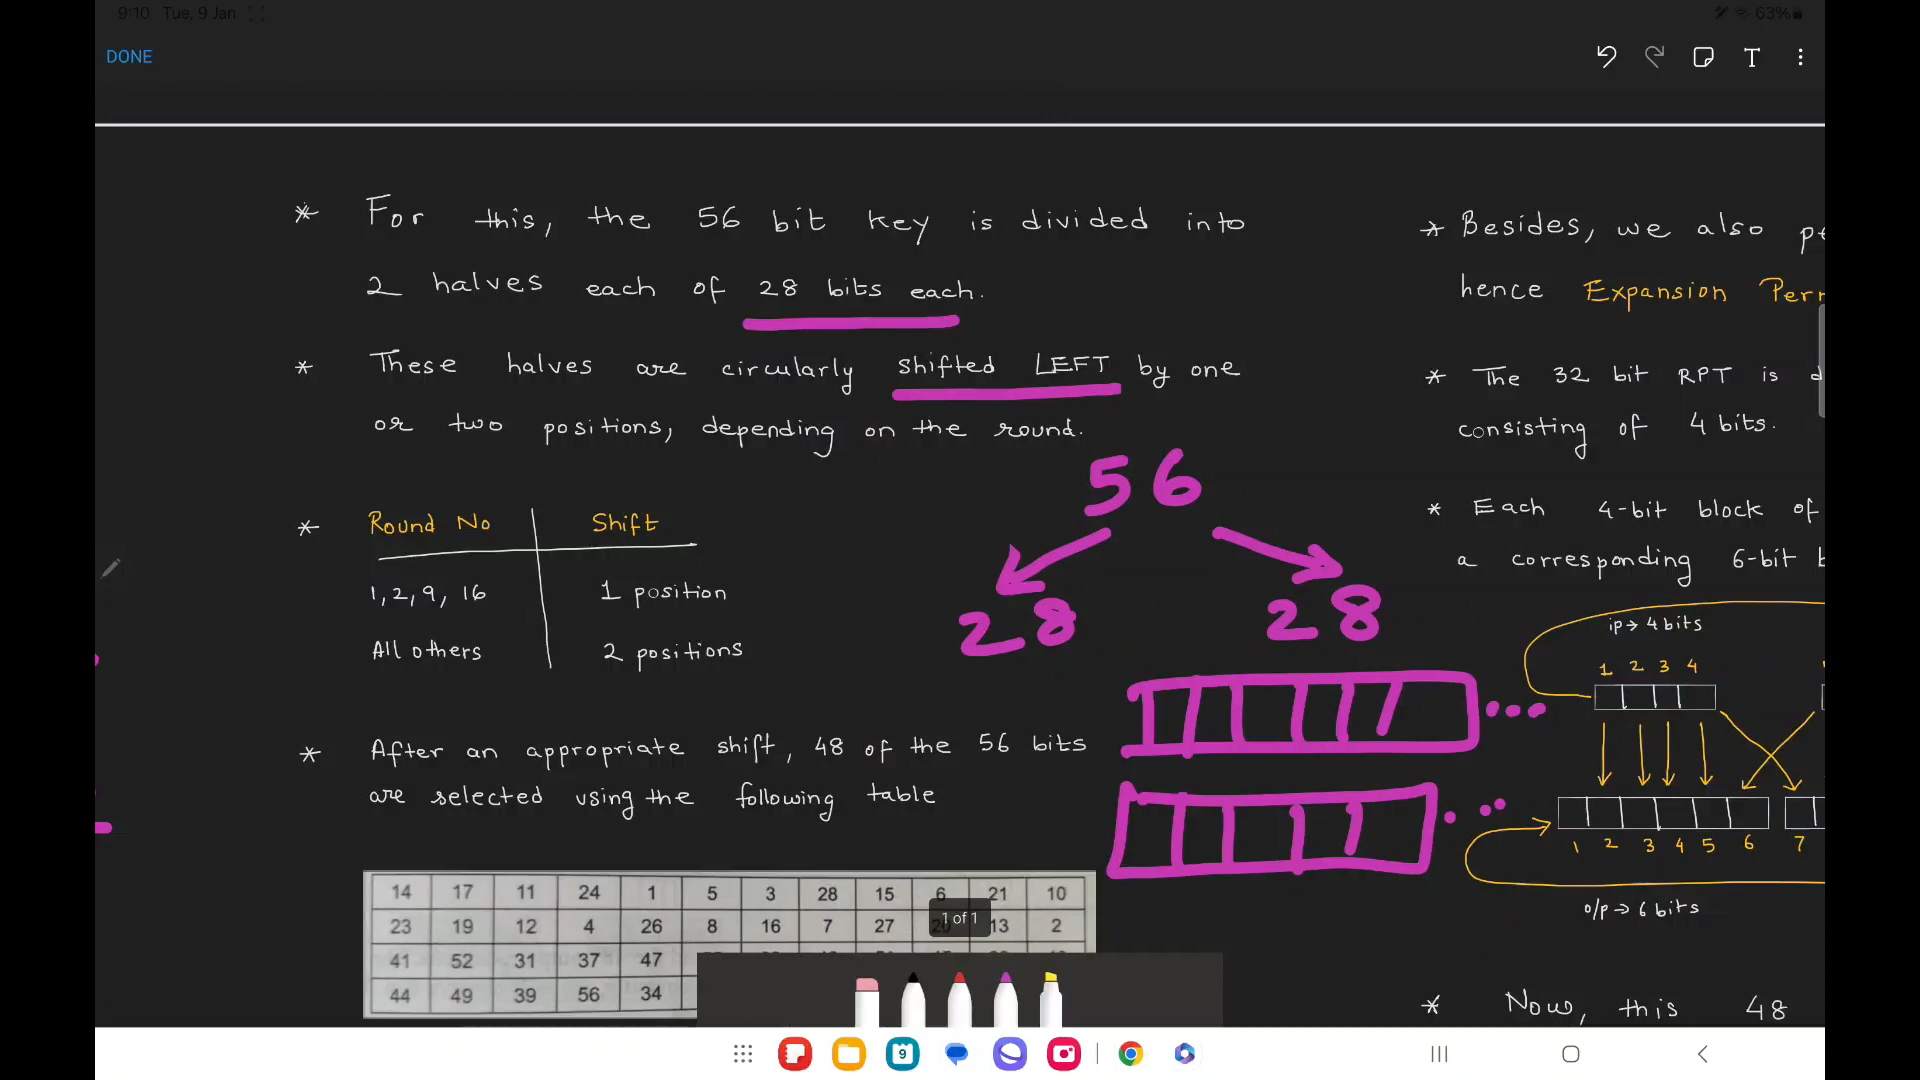 9:10 Tue, 9 Jan
63%
DONE
T
* For this, the 56 bit key is divided into
2 halves each of 28 bits each.
* These halves are circularly shifted LEFT by one
or two positions, depending on the round.
56
28 28
* Round No Shift
1, 2, 9, 16 1 position
All others 2 positions
* After an appropriate shift, 48 of the 56 bits
are selected using the following table
14 17 11 24 1 5 3 28 15 6 21 10
23 19 12 4 26 8 16 7 27 13 2
41 52 31 37 47
44 49 39 56 34
1 of 1
* Besides, we also
hence Expansion
* The 32 bit RPT is
consisting of 4 bits.
* Each 4-bit block of
a corresponding 6-bit
ip → 4 bits
1 2 3 4
1 2 3 4 5 6 7
o/p → 6 bits
* Now, this 48
9